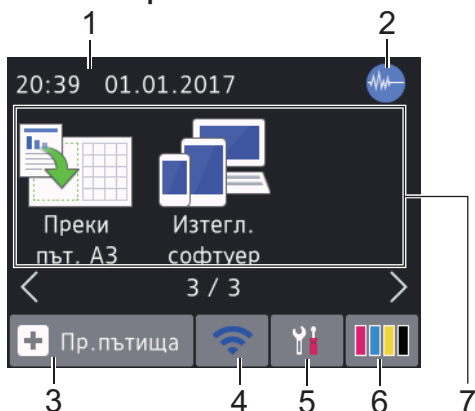 1
2
20:39 01.01.2017
Преки
път. А3
Изтегл.
софтуер
3 / 3
Пр.пътища
3
4
5
6
7